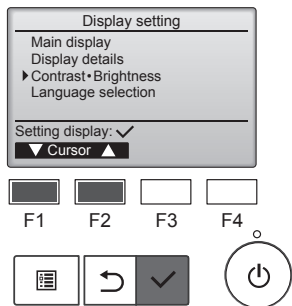 Display setting
Main display
Display details
Contrast•Brightness
Language selection
Setting display:
Cursor
F1 F2 F3 F4